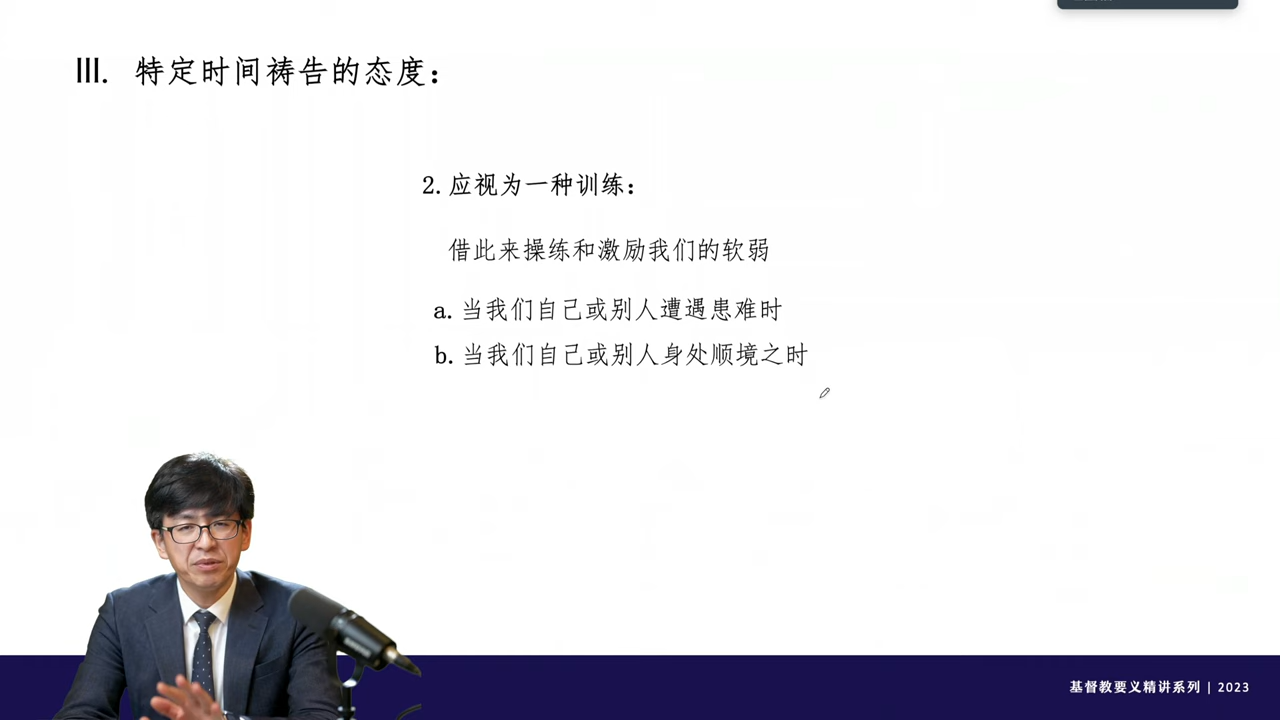 III. 特定时间祷告的态度：
2. 应视为一种训练：
借此来操练和激励我们的软弱
a. 当我们自己或别人遭遇患难时
b. 当我们自己或别人身处顺境之时
基督教要义精讲系列 | 2023